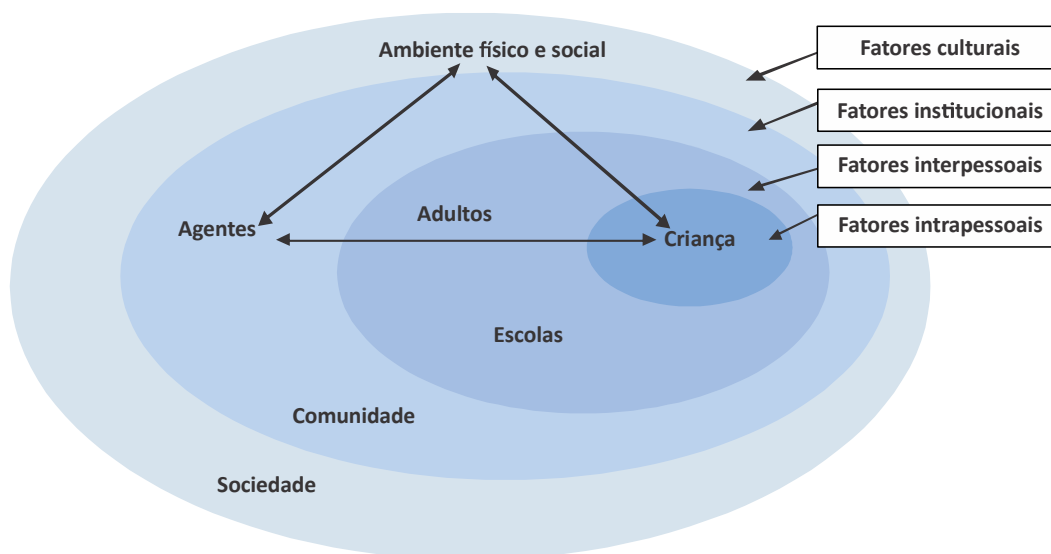 Ambiente físico e social
Fatores culturais
Fatores institucionais
Fatores interpessoais
Adultos
Fatores intrapessoais
Agentes
Criança
Escolas
Comunidade
Sociedade